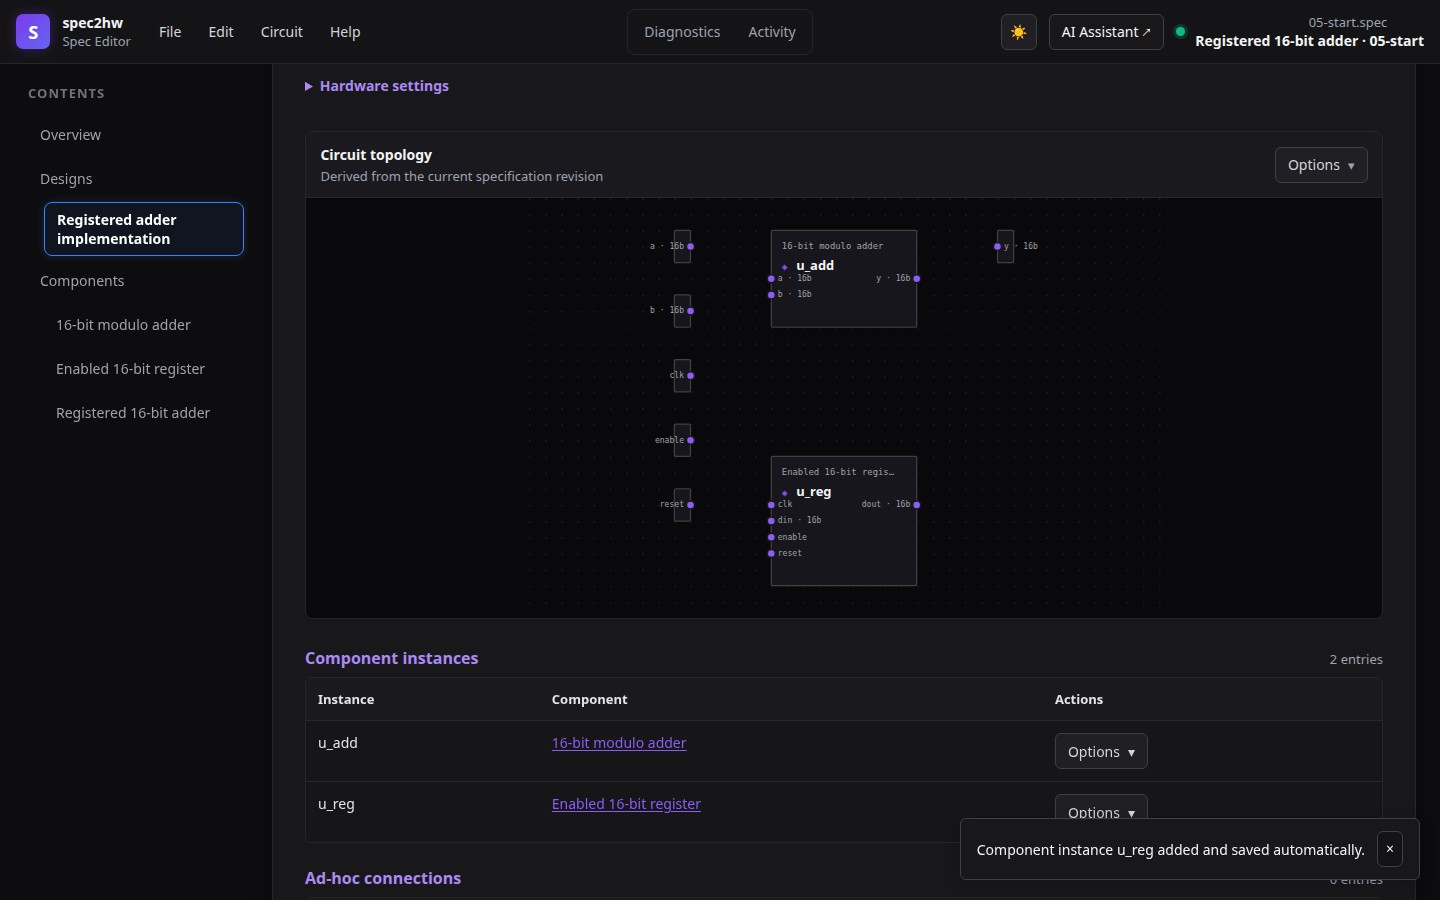 S
spec2hw
Spec Editor
File
Edit
Circuit
Help
Diagnostics
Activity
☀
AI Assistant ↗
05-start.spec
Registered 16-bit adder · 05-start
CONTENTS
Overview
Designs
Registered adder
implementation
Components
16-bit modulo adder
Enabled 16-bit register
Registered 16-bit adder
▶ Hardware settings
Circuit topology
Derived from the current specification revision
Options ▾
a · 16b
b · 16b
clk
enable
reset
16-bit modulo adder
◆ u_add
a · 16b
y · 16b
b · 16b
y · 16b
Enabled 16-bit regis…
◆ u_reg
clk
dout · 16b
din · 16b
enable
reset
Component instances
2 entries
Instance
Component
Actions
u_add
16-bit modulo adder
Options ▾
u_reg
Enabled 16-bit register
Options ▾
Component instance u_reg added and saved automatically.
×
Ad-hoc connections
entries